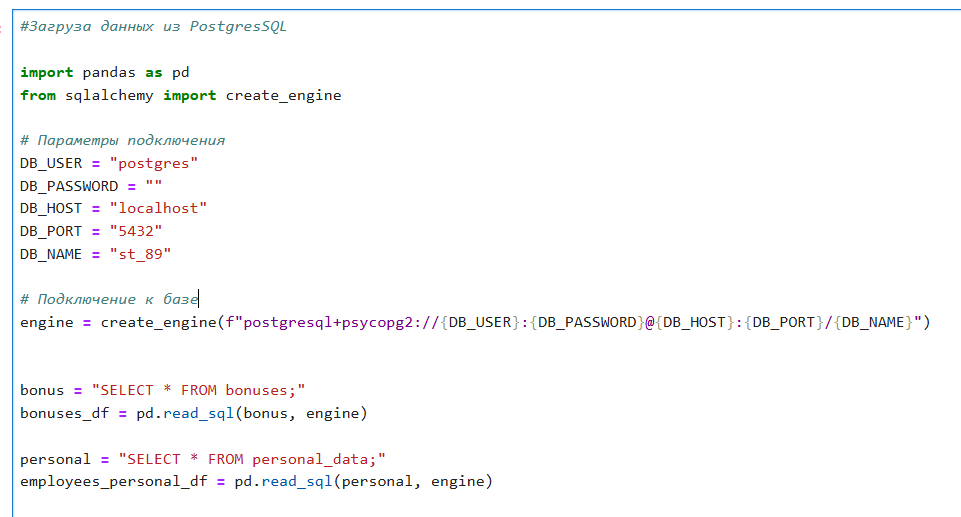 #Загруза данных из PostgresSQL
import pandas as pd
from sqlalchemy import create_engine
# Параметры подключения
DB_USER = "postgres"
DB_PASSWORD = ""
DB_HOST = "localhost"
DB_PORT = "5432"
DB_NAME = "st_89"
# Подключение к базе
engine = create_engine(f"postgresql+psycopg2://{DB_USER}:{DB_PASSWORD}@{DB_HOST}:{DB_PORT}/{DB_NAME}")
bonus = "SELECT * FROM bonuses;"
bonuses_df = pd.read_sql(bonus, engine)
personal = "SELECT * FROM personal_data;"
employees_personal_df = pd.read_sql(personal, engine)